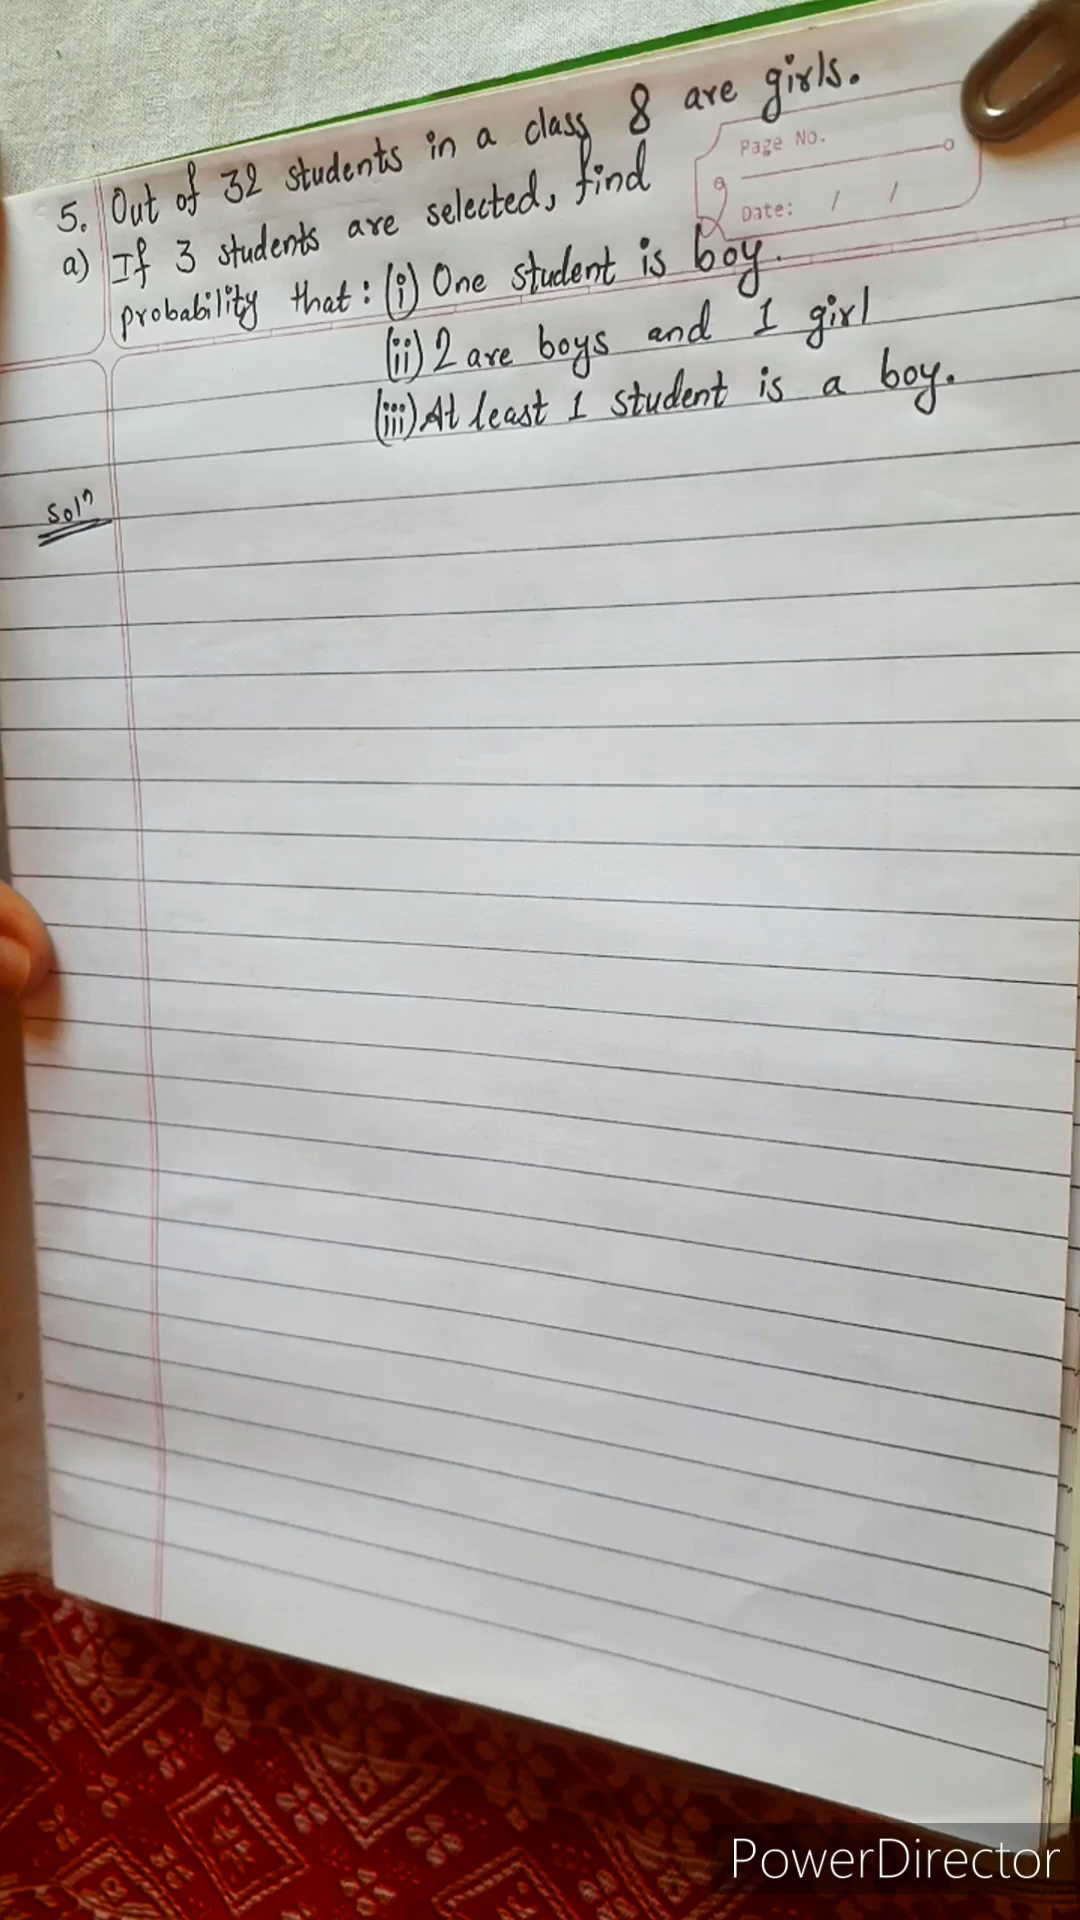 5. Out of 32 students in a class 8 are girls.
a) If 3 students are selected, find
probability that: (i) One student is boy.
(ii) 2 are boys and 1 girl
(iii) At least 1 student is a boy.
Page No.
Date: / /
Solⁿ
PowerDirector